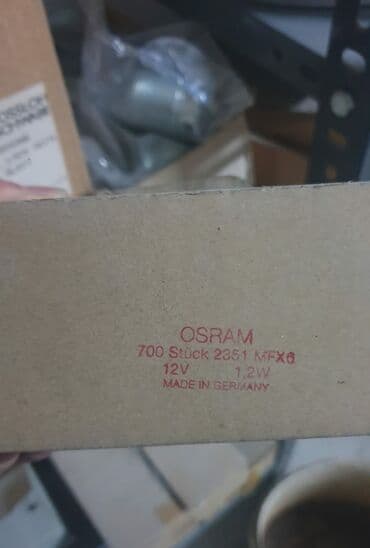 OSRAM
700 Stück 2351 MFX6
12V 1,2W
MADE IN GERMANY